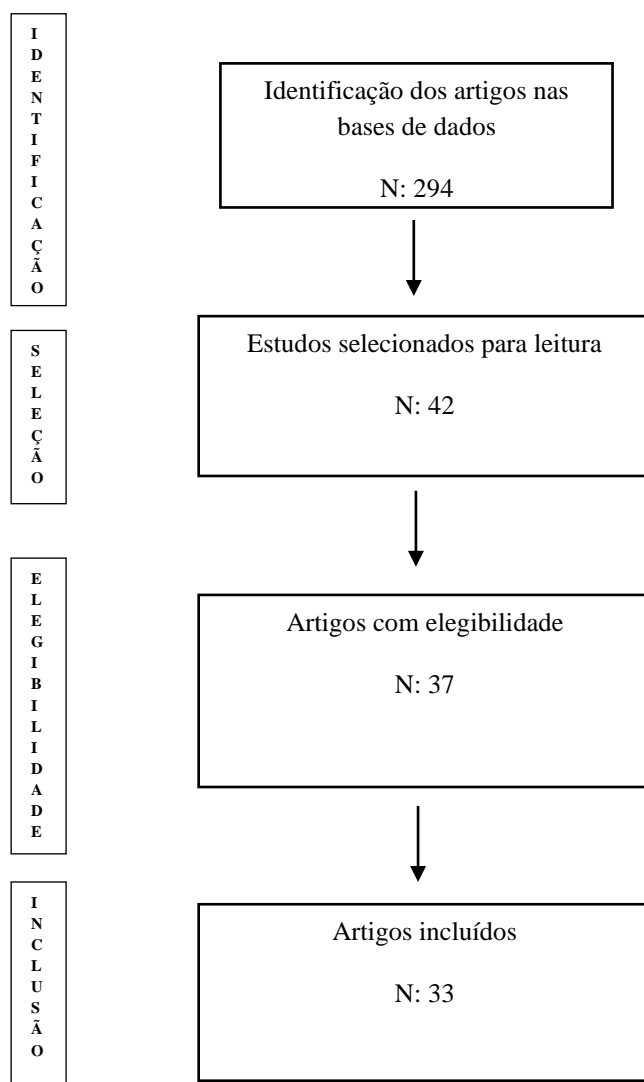 IDENTIFICAÇÃO
Identificação dos artigos nas
bases de dados
N: 294
SELEÇÃO
Estudos selecionados para leitura
N: 42
ELEGIBILIDADE
Artigos com elegibilidade
N: 37
INCLUSÃO
Artigos incluídos
N: 33